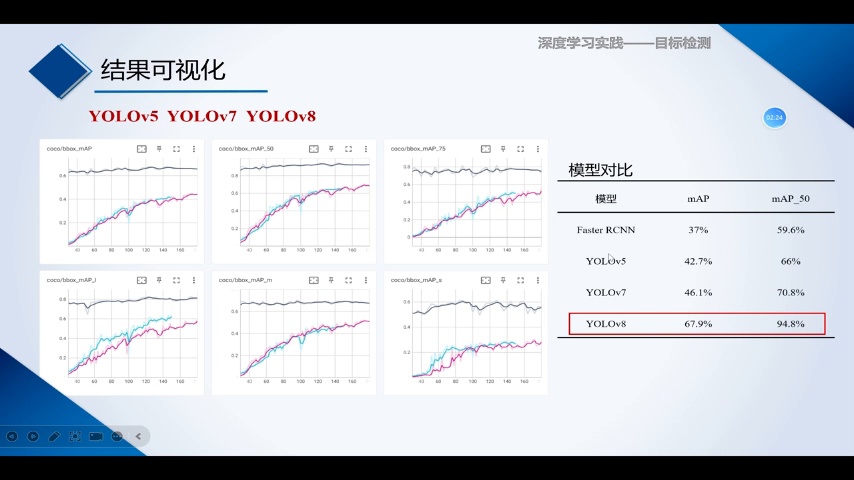 深度学习实践——目标检测
结果可视化
YOLOv5 YOLOv7 YOLOv8
02:24
coco/bbox_mAP
0.6
0.4
0.2
40 60 80 100 120 140 160
coco/bbox_mAP_50
0.8
0.6
0.4
0.2
40 60 80 100 120 140 160
coco/bbox_mAP_75
0.8
0.6
0.4
0.2
0
40 60 80 100 120 140 160
coco/bbox_mAP_l
0.8
0.6
0.4
0.2
40 60 80 100 120 140 160
coco/bbox_mAP_m
0.6
0.4
0.2
40 60 80 100 120 140 160
coco/bbox_mAP_s
0.6
0.4
0.2
40 60 80 100 120 140 160
模型对比
模型 mAP mAP_50
Faster RCNN 37% 59.6%
YOLOv5 42.7% 66%
YOLOv7 46.1% 70.8%
YOLOv8 67.9% 94.8%